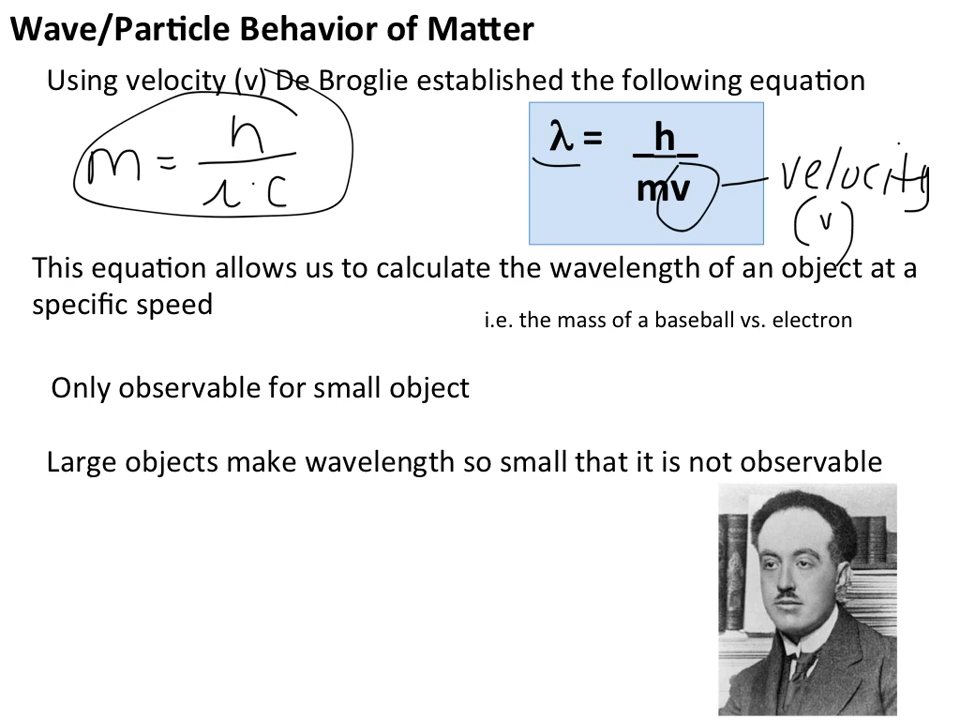 Wave/Particle Behavior of Matter
Using velocity (v) De Broglie established the following equation
m = h
λ·c
λ = _h_
mv
velocity
(v)
This equation allows us to calculate the wavelength of an object at a
specific speed
i.e. the mass of a baseball vs. electron
Only observable for small object
Large objects make wavelength so small that it is not observable